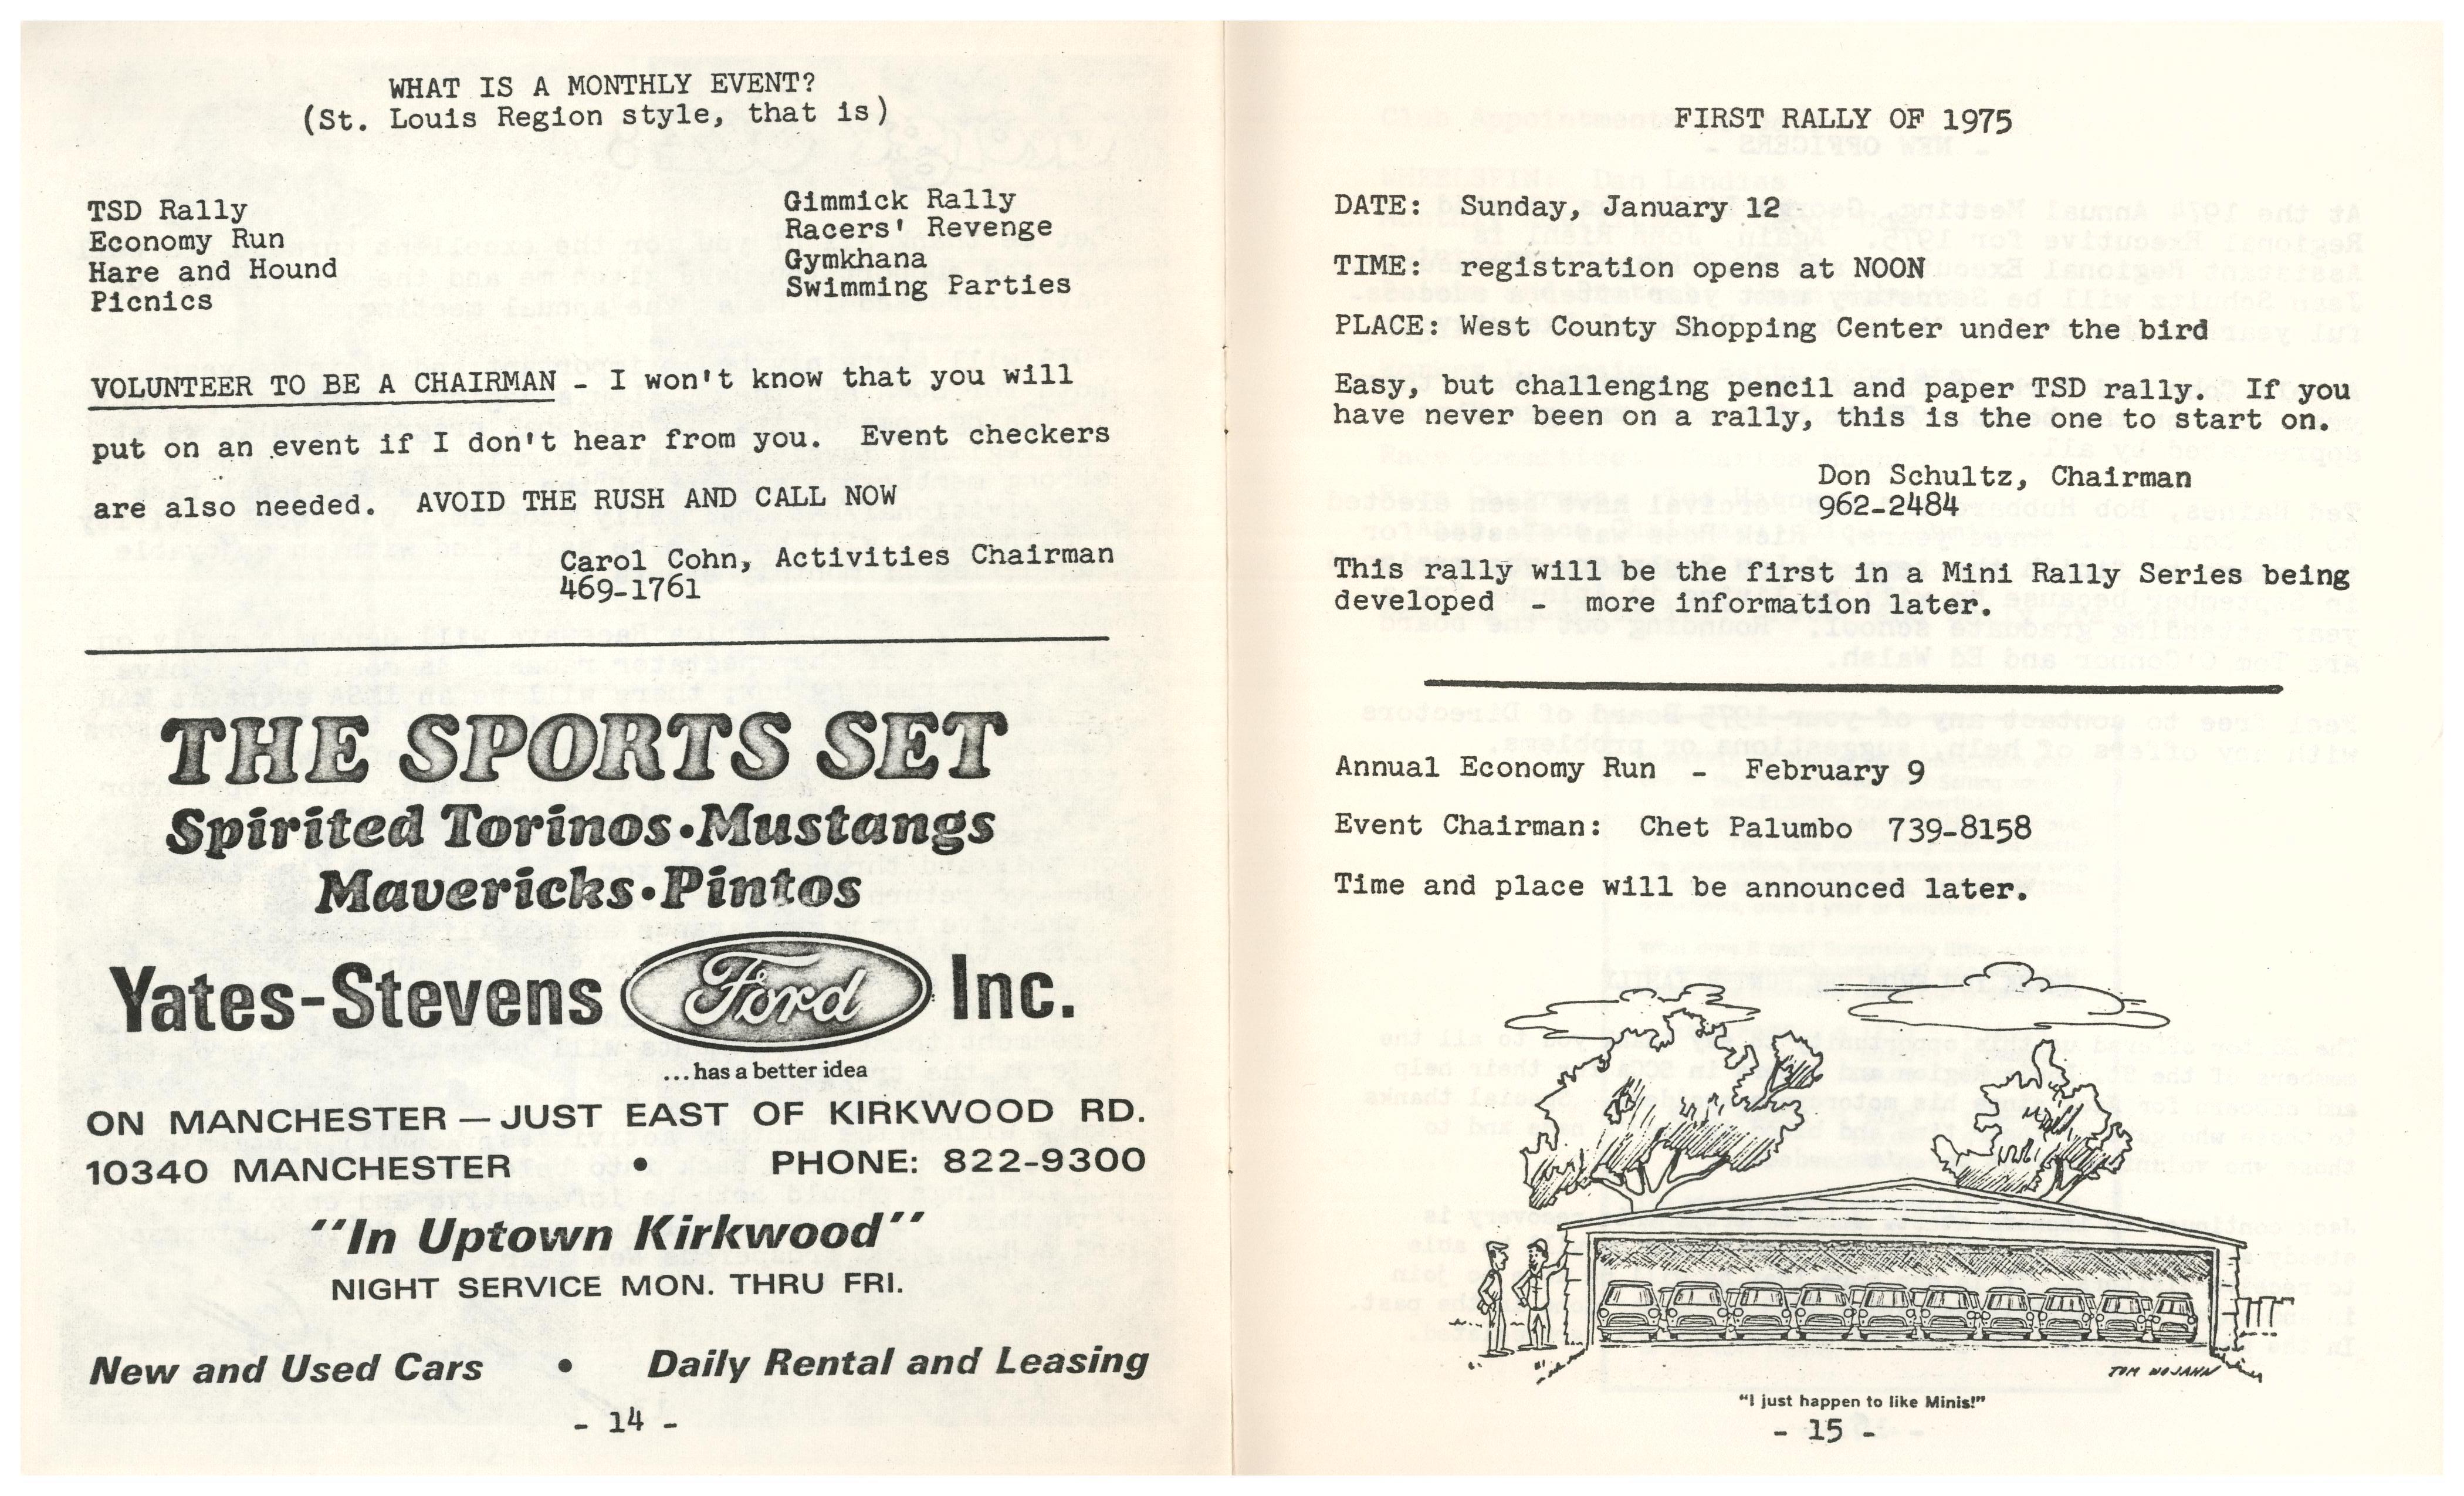 WHAT IS A MONTHLY EVENT?
(St. Louis Region style, that is)
TSD Rally
Economy Run
Hare and Hound
Picnics
Gimmick Rally
Racers' Revenge
Gymkhana
Swimming Parties
VOLUNTEER TO BE A CHAIRMAN - I won't know that you will
put on an event if I don't hear from you. Event checkers
are also needed. AVOID THE RUSH AND CALL NOW
Carol Cohn, Activities Chairman
469-1761
THE SPORTS SET
Spirited Torinos•Mustangs
Mavericks•Pintos
Yates-Stevens Ford Inc.
...has a better idea
ON MANCHESTER — JUST EAST OF KIRKWOOD RD.
10340 MANCHESTER • PHONE: 822-9300
"In Uptown Kirkwood"
NIGHT SERVICE MON. THRU FRI.
New and Used Cars • Daily Rental and Leasing
- 14 -
FIRST RALLY OF 1975
DATE: Sunday, January 12
TIME: registration opens at NOON
PLACE: West County Shopping Center under the bird
Easy, but challenging pencil and paper TSD rally. If you
have never been on a rally, this is the one to start on.
Don Schultz, Chairman
962-2484
This rally will be the first in a Mini Rally Series being
developed - more information later.
Annual Economy Run - February 9
Event Chairman: Chet Palumbo 739-8158
Time and place will be announced later.
"I just happen to like Minis!"
- 15 -